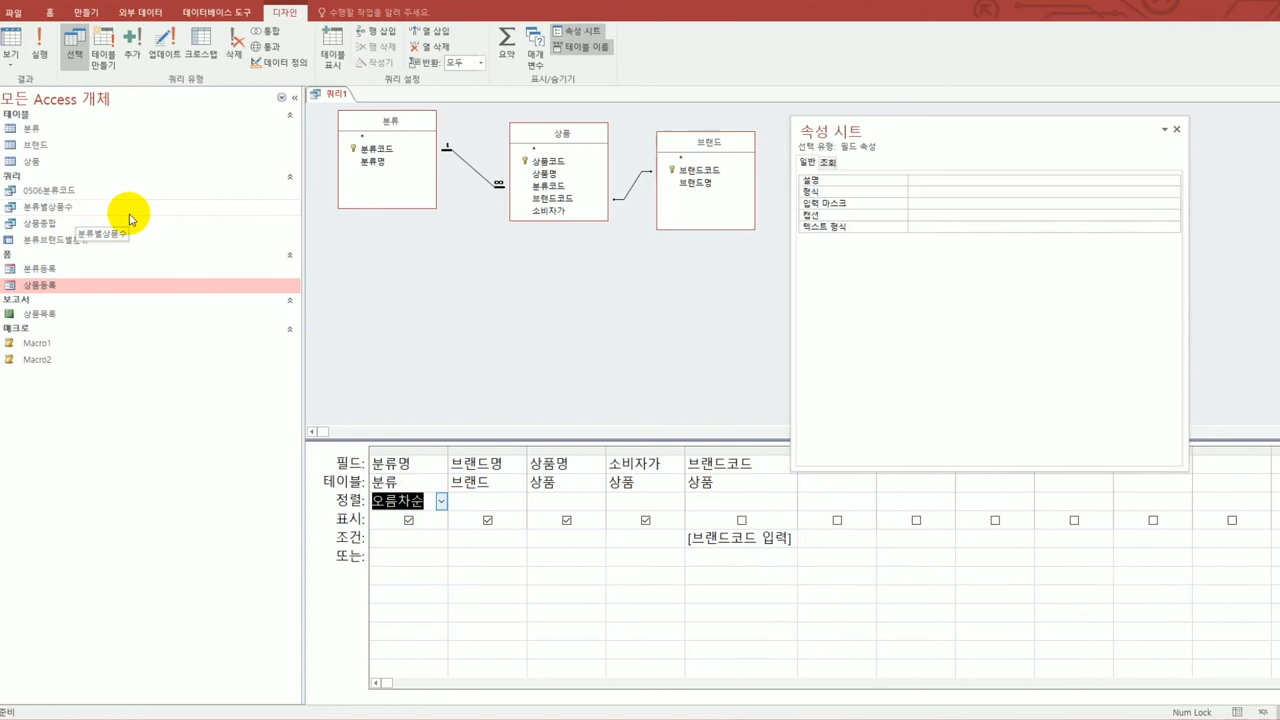 파일 홈 만들기 외부 데이터 데이터베이스 도구 디자인 수행할 작업을 알려 주세요.
보기 실행 선택 테이블 만들기 추가 업데이트 크로스탭 삭제 통합 통과 데이터 정의 테이블 표시 행 삽입 행 삭제 작성기 열 삽입 열 삭제 반환: 모두 요약 매개 변수 속성 시트 테이블 이름
결과 쿼리 유형 쿼리 설정 표시/숨기기
모든 Access 개체
테이블
분류
브랜드
상품
쿼리
0506분류코드
분류별상품수
상품종합
분류별상품수
폼
분류등록
상품등록
보고서
상품목록
매크로
Macro1
Macro2
쿼리1
분류
*
분류코드
분류명
1
∞
상품
*
상품코드
상품명
분류코드
브랜드코드
소비자가
브랜드
*
브랜드코드
브랜드명
속성 시트
선택 유형: 필드 속성
일반 조회
설명
형식
입력 마스크
캡션
텍스트 형식
필드: 분류명 브랜드명 상품명 소비자가 브랜드코드
테이블: 분류 브랜드 상품 상품 상품
정렬: 오름차순
표시:
조건: [브랜드코드 입력]
또는:
준비 Num Lock SQL